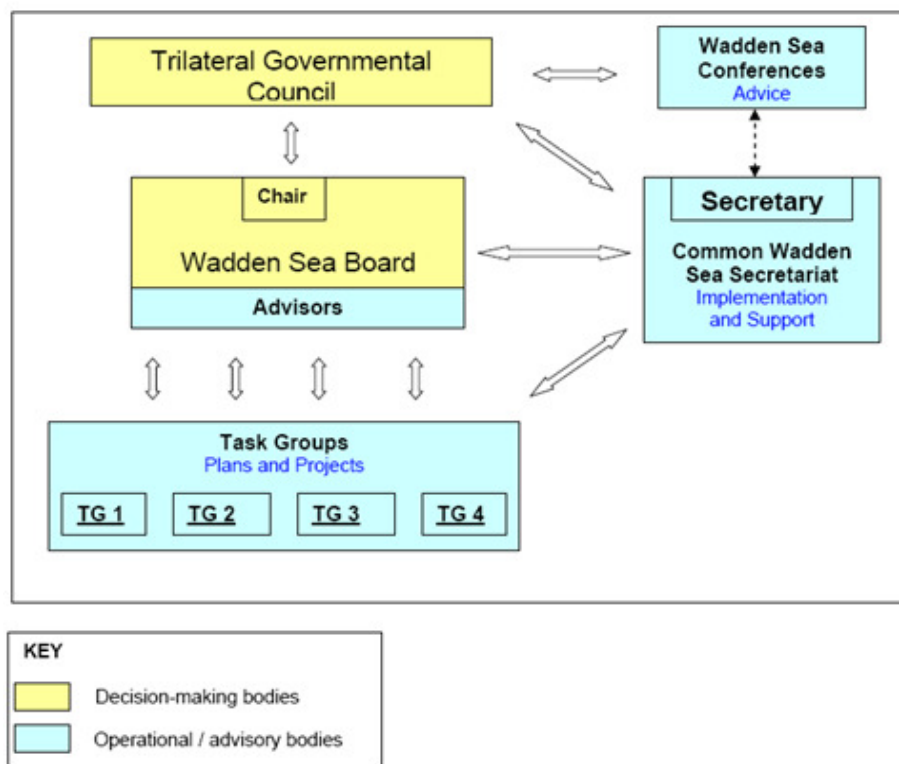 Trilateral Governmental
Council
Wadden Sea
Conferences
Advice
Chair
Wadden Sea Board
Advisors
Secretary
Common Wadden
Sea Secretariat
Implementation
and Support
Task Groups
Plans and Projects
TG 1
TG 2
TG 3
TG 4
KEY
Decision-making bodies
Operational / advisory bodies